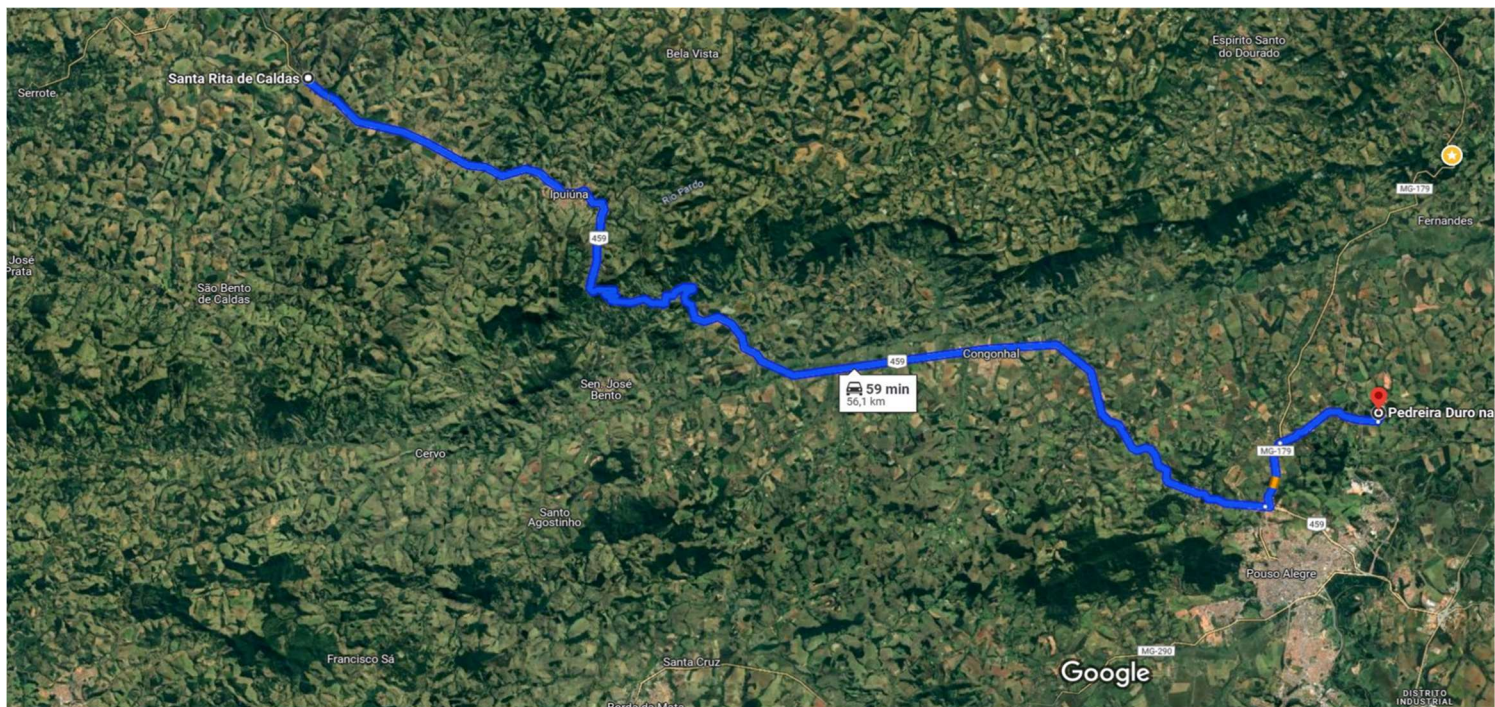 Bela Vista
Espírito Santo
do Dourado
Santa Rita de Caldas
Serrote
MG-179
Ipuiúna
Rio Pardo
Fernandes
459
José
Prata
São Bento
de Caldas
459
Congonhal
59 min
56,1 km
Sen. José
Bento
Pedreira Duro na
Cervo
MG-179
Santo
Agostinho
459
Pouso Alegre
Francisco Sá
Santa Cruz
MG-290
Google
DISTRITO
INDUSTRIAL